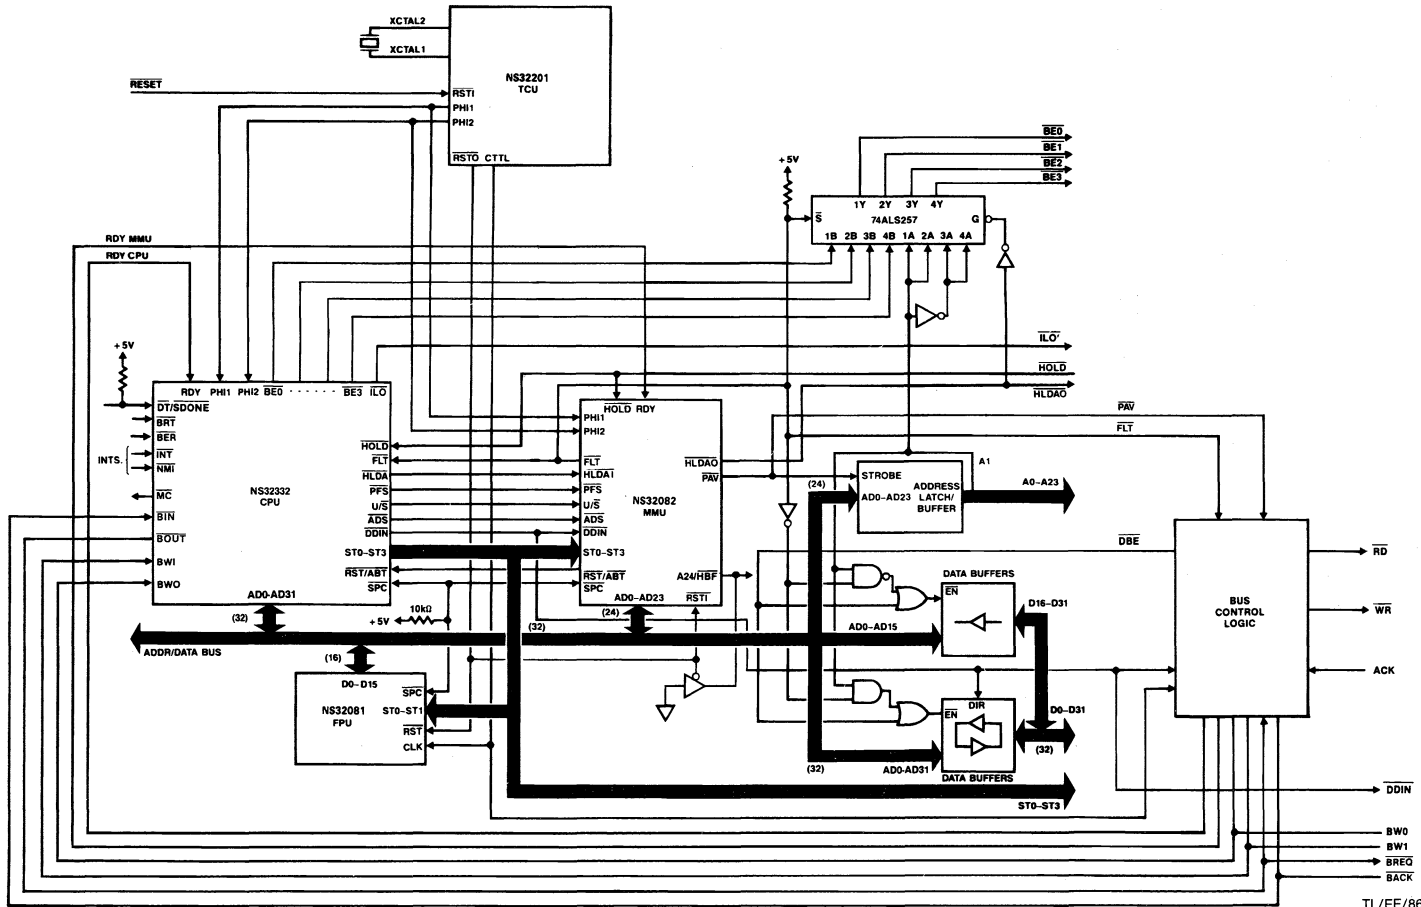 XCTAL2
XCTAL1
NS32201
TCU
RESET
RSTI
PHI1
PHI2
RSTO CTTL
BE0
BE1
BE2
BE3
+5V
1Y 2Y 3Y 4Y
S 74ALS257 G
1B 2B 3B 4B 1A 2A 3A 4A
RDY MMU
RDY CPU
ILO'
HOLD
HLDAO
+5V
RDY PHI1 PHI2 BE0 ······ BE3 ILO
DT/SDONE
BRT
BER
INTS.
INT
NMI
MC
BIN
BOUT
BWI
BWO
NS32332
CPU
HOLD
FLT
HLDA
PFS
U/S
ADS
DDIN
ST0–ST3
RST/ABT
SPC
AD0-AD31
HOLD RDY
PHI1
PHI2
FLT
HLDAI
PFS
U/S
ADS
DDIN
ST0–ST3
RST/ABT
SPC
NS32082
MMU
HLDAO
PAV
A24/HBF
AD0–AD23
RSTI
PAV
FLT
A1
STROBE
AD0–AD23
ADDRESS
LATCH/
BUFFER
(24)
A0–A23
DBE
DATA BUFFERS
EN
D16–D31
BUS
CONTROL
LOGIC
RD
WR
ACK
(32)
10kΩ
+5V
(24)
(32)
AD0–AD15
ADDR/DATA BUS
(16)
D0–D15
NS32081
FPU
SPC
ST0–ST1
RST
CLK
EN
DIR
D0–D31
(32)
(32)
AD0-AD31
DATA BUFFERS
ST0–ST3
DDIN
BW0
BW1
BREQ
BACK
TL/EE/86